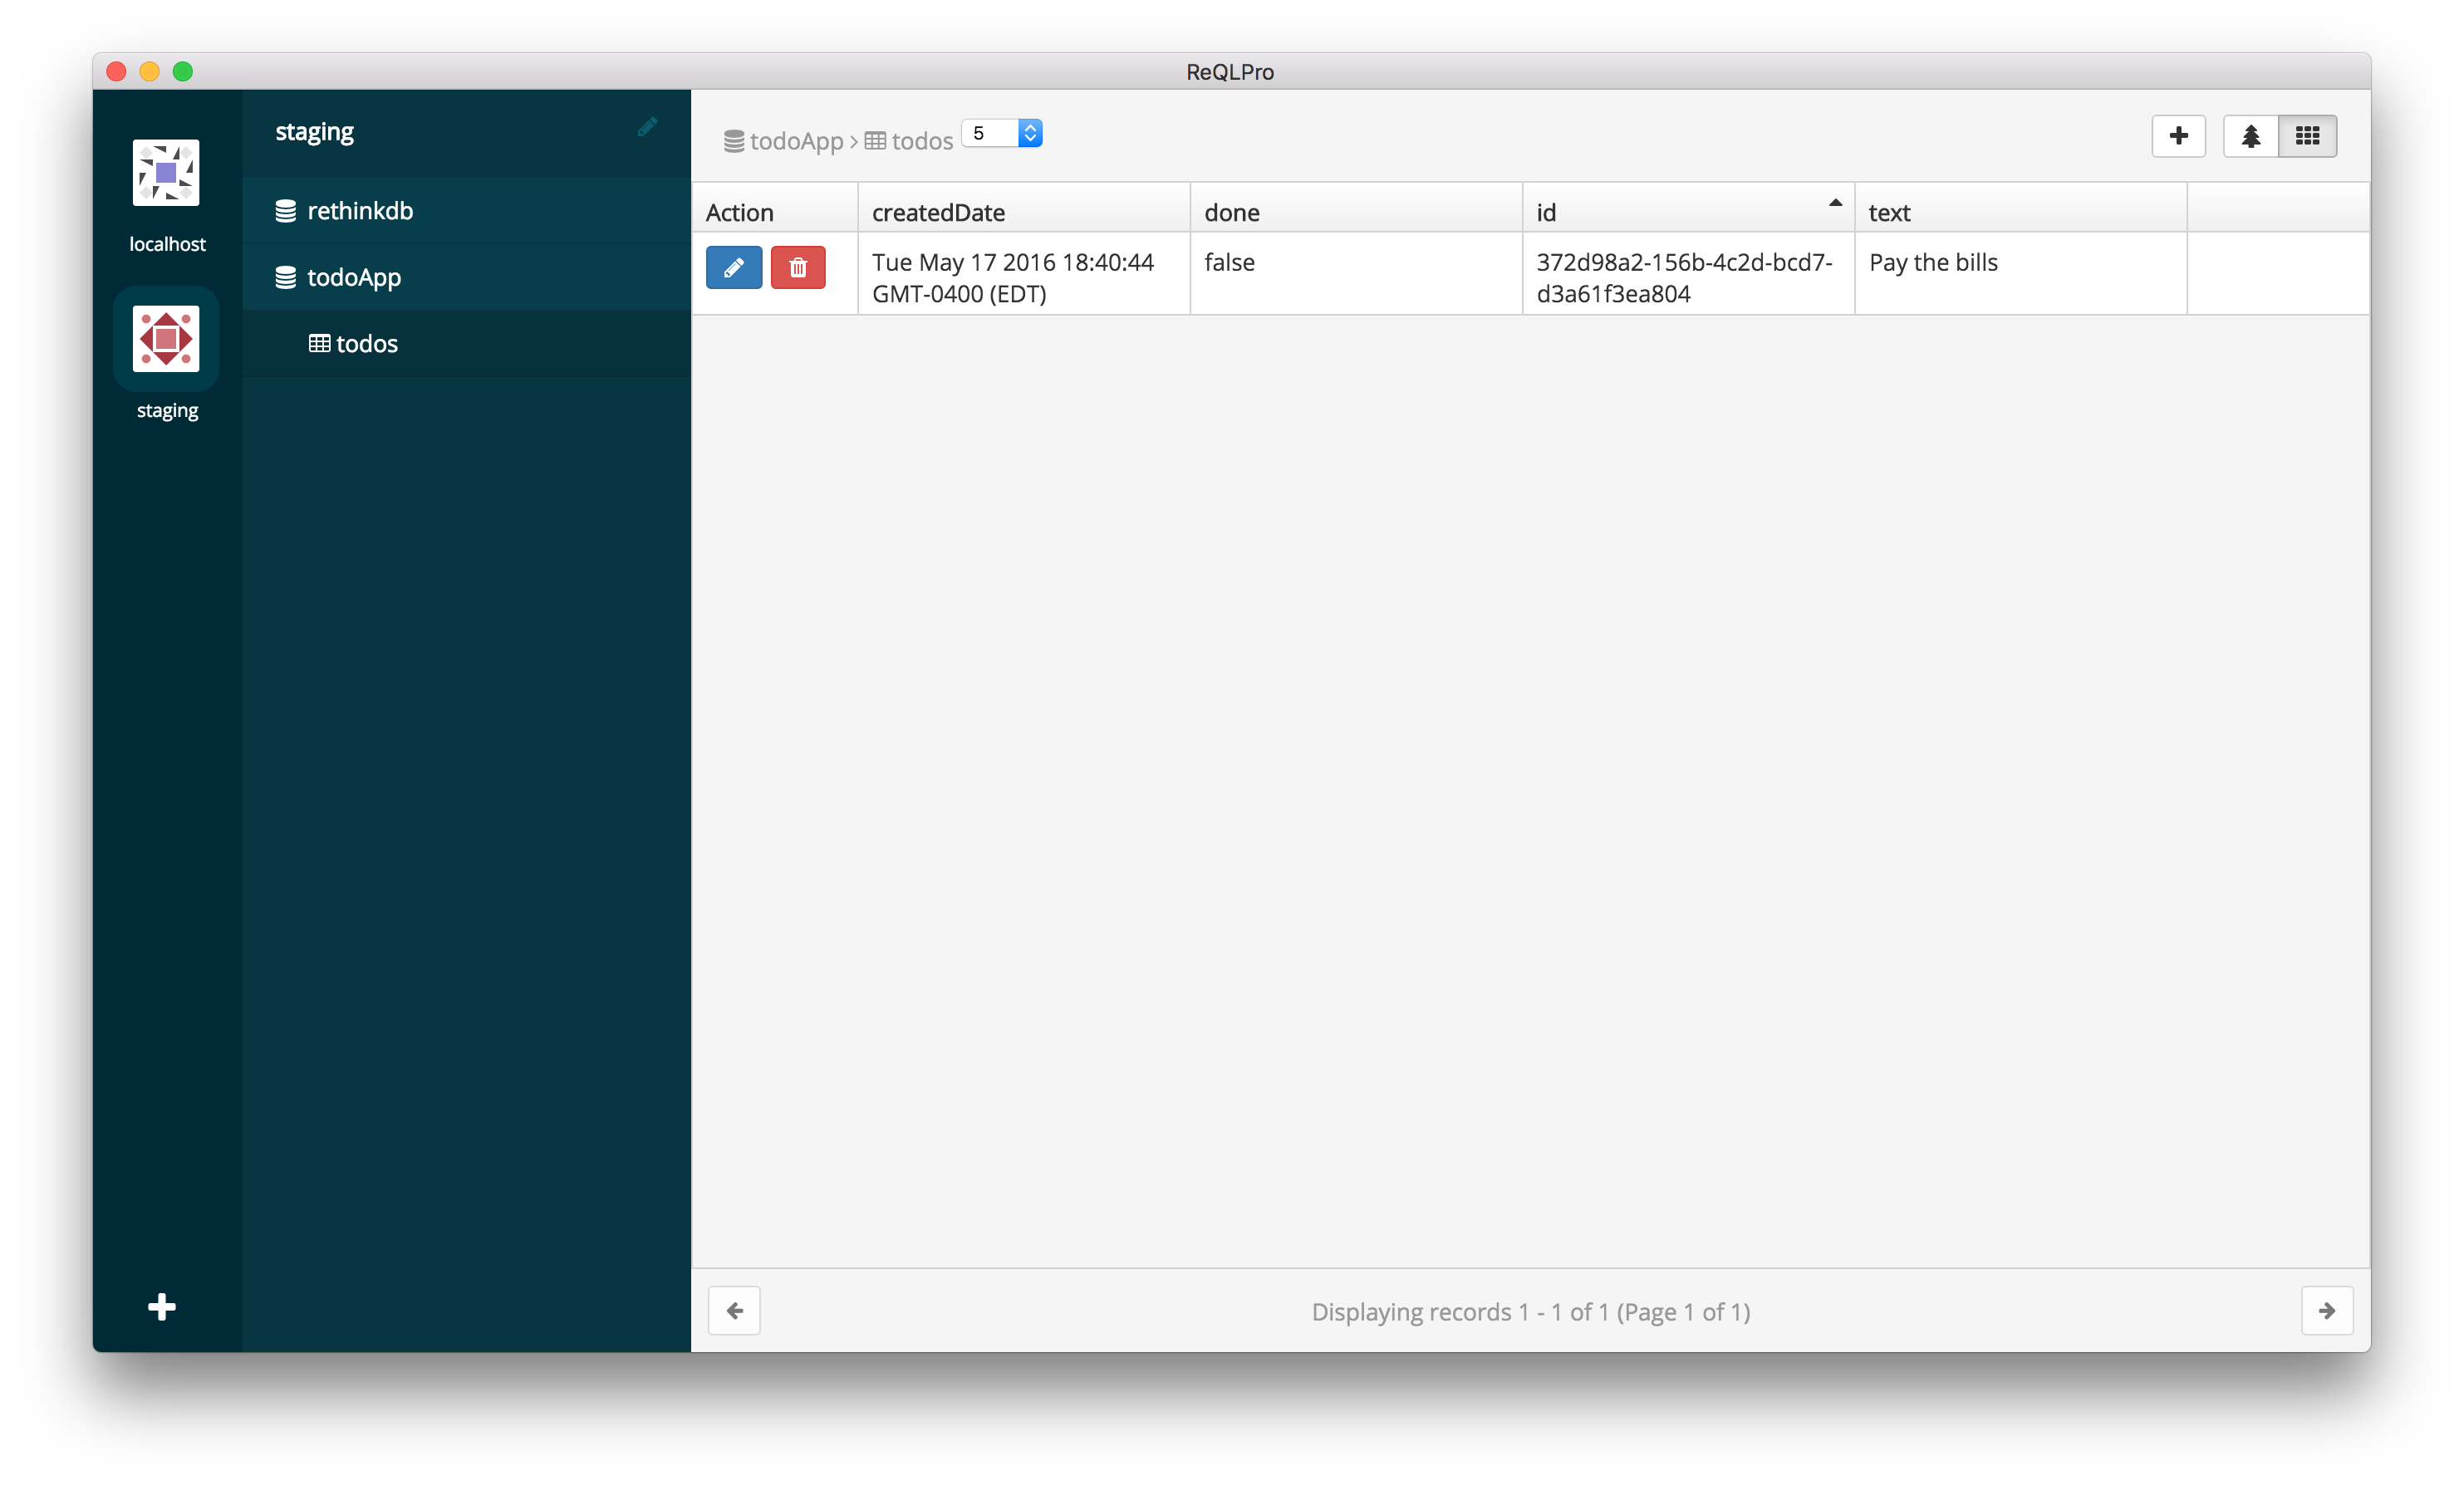 ReQLPro
localhost
staging
staging
rethinkdb
todoApp
todos
todoApp > todos 5
Action createdDate done id text
Tue May 17 2016 18:40:44 false 372d98a2-156b-4c2d-bcd7- Pay the bills
GMT-0400 (EDT) d3a61f3ea804
Displaying records 1 - 1 of 1 (Page 1 of 1)